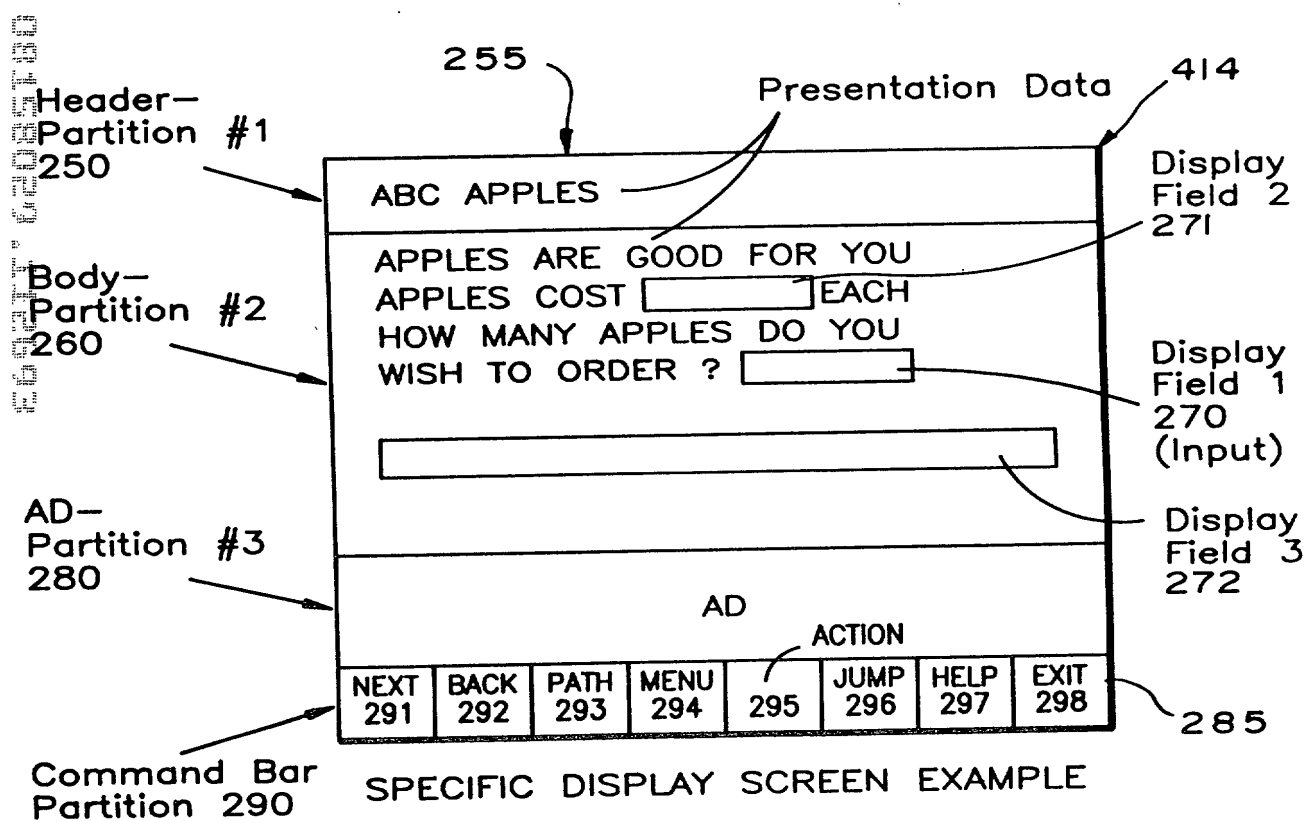 255
Presentation Data
414
Header—
Partition #1
250
Display
Field 2
271
ABC APPLES
APPLES ARE GOOD FOR YOU
APPLES COST EACH
HOW MANY APPLES DO YOU
WISH TO ORDER ?
Body—
Partition #2
260
Display
Field 1
270
(Input)
AD—
Partition #3
280
Display
Field 3
272
AD
ACTION
NEXT BACK PATH MENU JUMP HELP EXIT
291 292 293 294 295 296 297 298
285
Command Bar
Partition 290
SPECIFIC DISPLAY SCREEN EXAMPLE